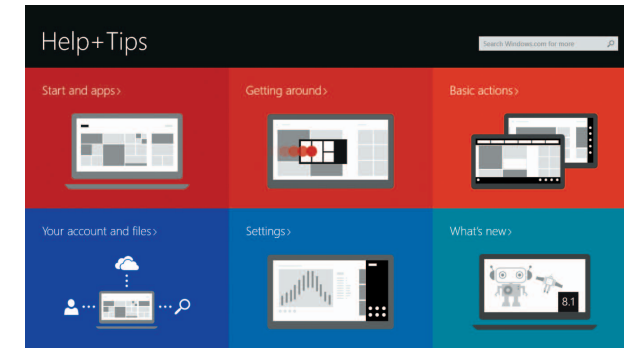 Help+Tips
Search Windows.com for more
Start and apps>
Getting around>
Basic actions>
Your account and files>
Settings>
What's new>
8.1